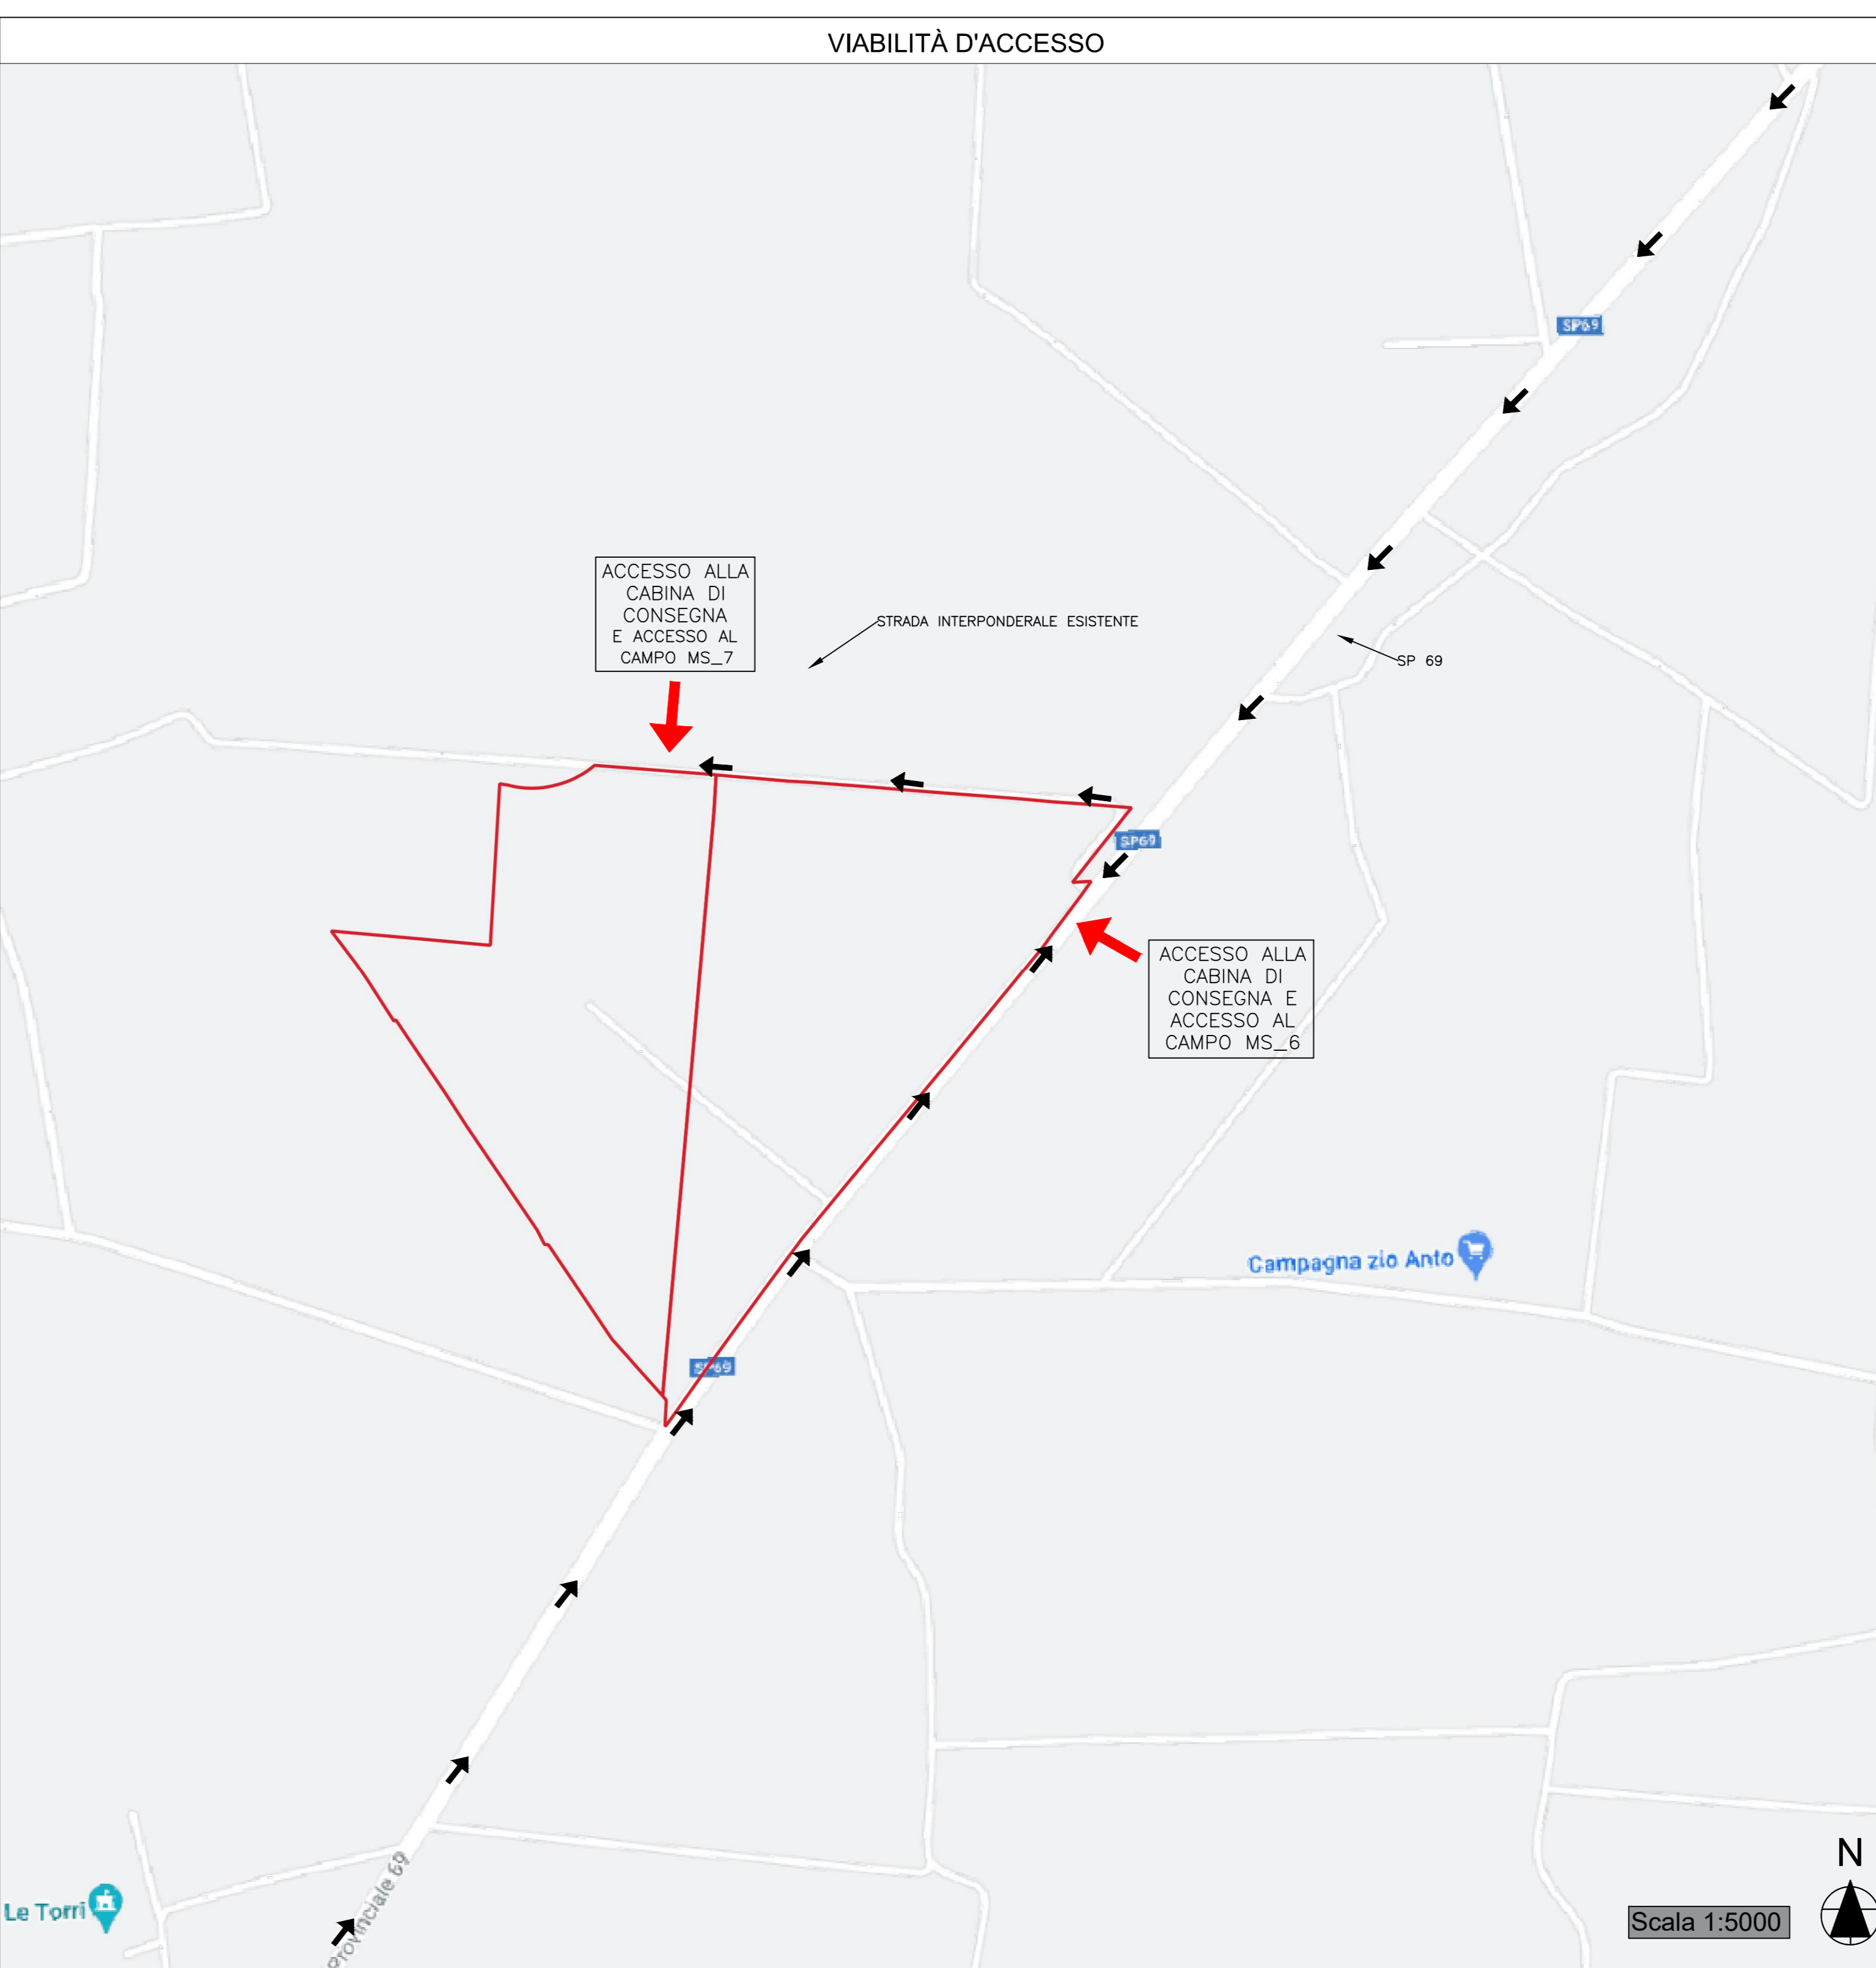 VIABILITÀ D'ACCESSO
SP69
ACCESSO ALLA
CABINA DI
CONSEGNA
E ACCESSO AL
CAMPO MS_7
STRADA INTERPONDERALE ESISTENTE
SP 69
SP69
ACCESSO ALLA
CABINA DI
CONSEGNA E
ACCESSO AL
CAMPO MS_6
Campagna zio Anto
SP69
Provinciale 69
Le Torri
N
Scala 1:5000